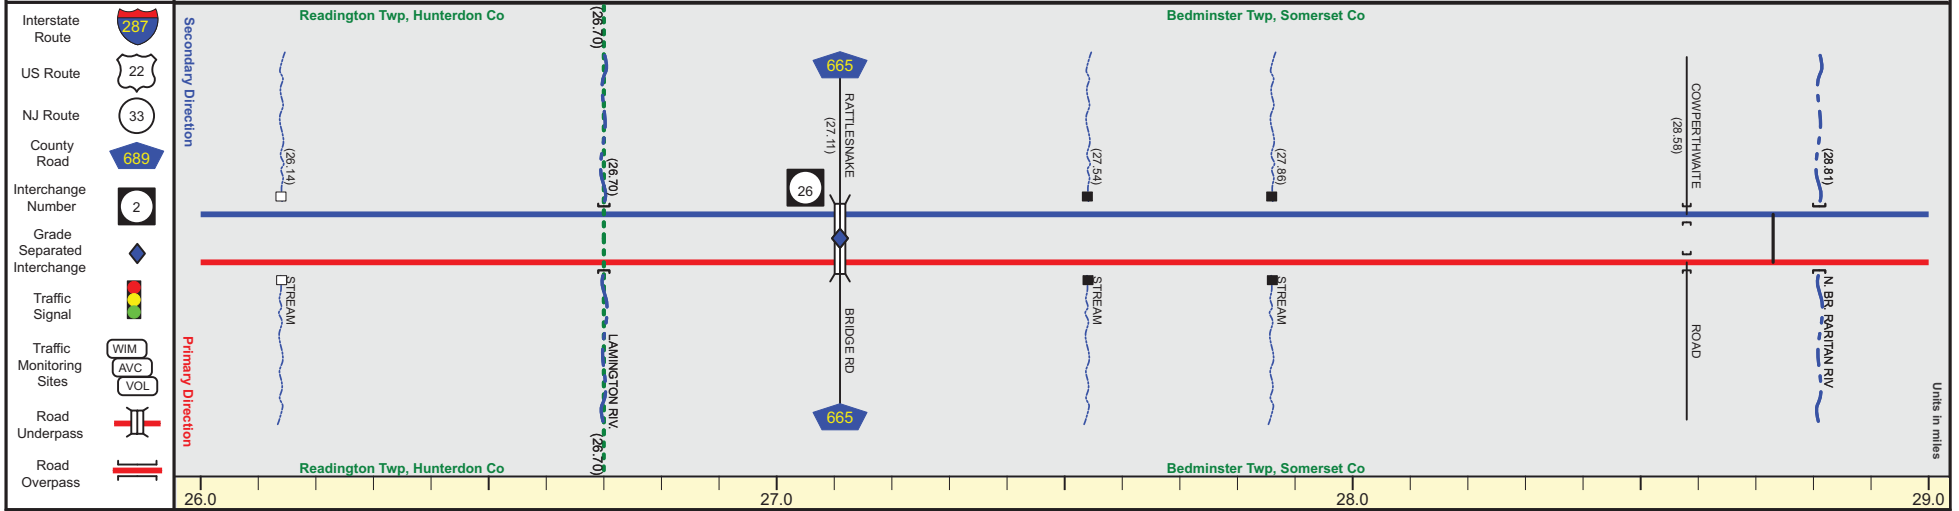 Interstate
Route
287
US Route
22
NJ Route
33
County
Road
689
Interchange
Number
2
Grade
Separated
Interchange
Traffic
Signal
Traffic
Monitoring
Sites
WIM
AVC
VOL
Road
Underpass
Road
Overpass
Secondary Direction
Primary Direction
Readington Twp, Hunterdon Co
Bedminster Twp, Somerset Co
(26.70)
(26.14)
STREAM
(26.70)
LAMINGTON RIV.
(26.70)
665
RATTLESNAKE
(27.11)
26
BRIDGE RD
665
(27.54)
STREAM
(27.86)
STREAM
COWPERTHWAITE
(28.58)
ROAD
(28.81)
N. BR. RARITAN RIV
Units in miles
Readington Twp, Hunterdon Co
Bedminster Twp, Somerset Co
26.0
27.0
28.0
29.0